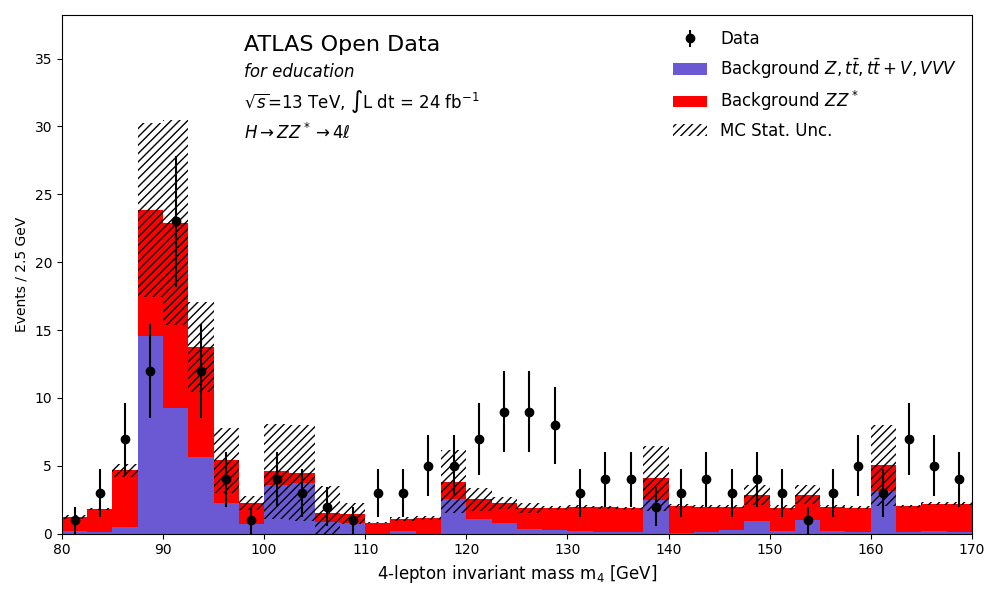 ATLAS Open Data
for education
√s=13 TeV, ∫L dt = 24 fb⁻¹
H→ZZ*→4ℓ
Data
Background Z, tt̄, tt̄ + V, VVV
Background ZZ*
MC Stat. Unc.
Events / 2.5 GeV
35
30
25
20
15
10
5
0
80 90 100 110 120 130 140 150 160 170
4-lepton invariant mass m₄ [GeV]